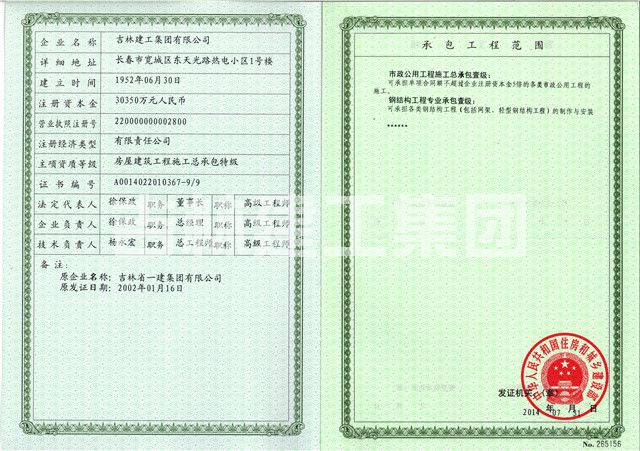 企业名称 吉林建工集团有限公司
详细地址 长春市宽城区东天光路热电小区1号楼
建立时间 1952年06月30日
注册资本金 30350万元人民币
营业执照注册号 220000000002800
注册经济类型 有限责任公司
主项资质等级 房屋建筑工程施工总承包特级
证书编号 A0014022010367-9/9
法定代表人 徐保政 职务 董事长 职称 高级工程师
企业负责人 徐保政 职务 总经理 职称 高级工程师
技术负责人 杨永宏 职务 总工程师 职称 高级工程师
备注:
原企业名称:吉林省一建集团有限公司
原发证日期:2002年01月16日
承包工程范围
市政公用工程施工总承包壹级:
可承担单项合同额不超过企业注册资本金5倍的各类市政公用工程的
施工。
钢结构工程专业承包壹级:
可承担各类钢结构工程(包括网架、轻型钢结构工程)的制作与安装
******
中华人民共和国住房和城乡建设部
发证机关:(章)
2014年07月31日
No. 265156
建工集团